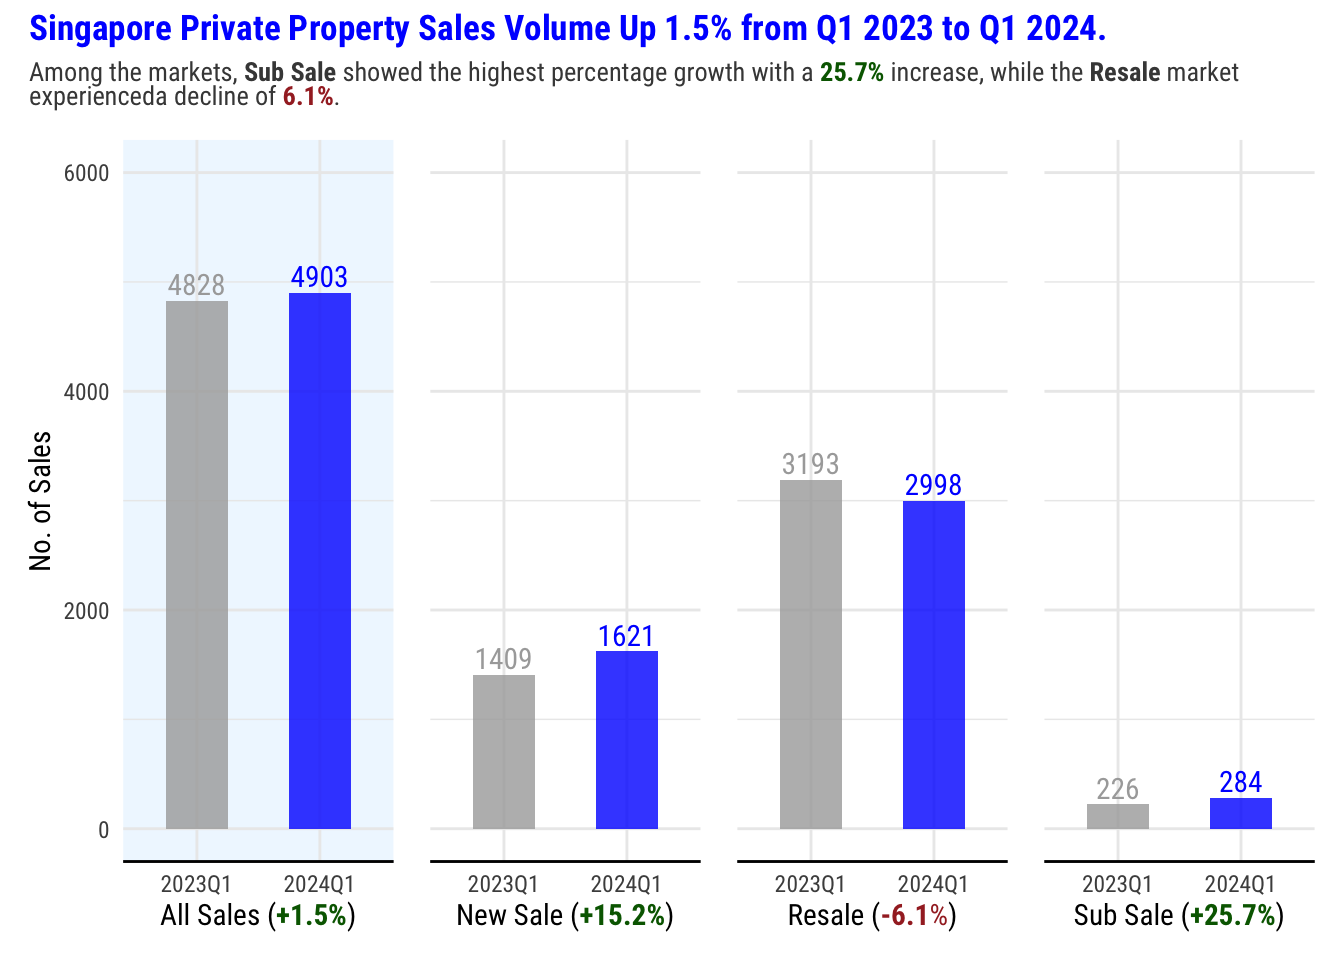 Singapore Private Property Sales Volume Up 1.5% from Q1 2023 to Q1 2024.
Among the markets, Sub Sale showed the highest percentage growth with a 25.7% increase, while the Resale market
experienceda decline of 6.1%.
No. of Sales
6000
4000
2000
0
4828
4903
2023Q1
2024Q1
All Sales (+1.5%)
1409
1621
2023Q1
2024Q1
New Sale (+15.2%)
3193
2998
2023Q1
2024Q1
Resale (-6.1%)
226
284
2023Q1
2024Q1
Sub Sale (+25.7%)